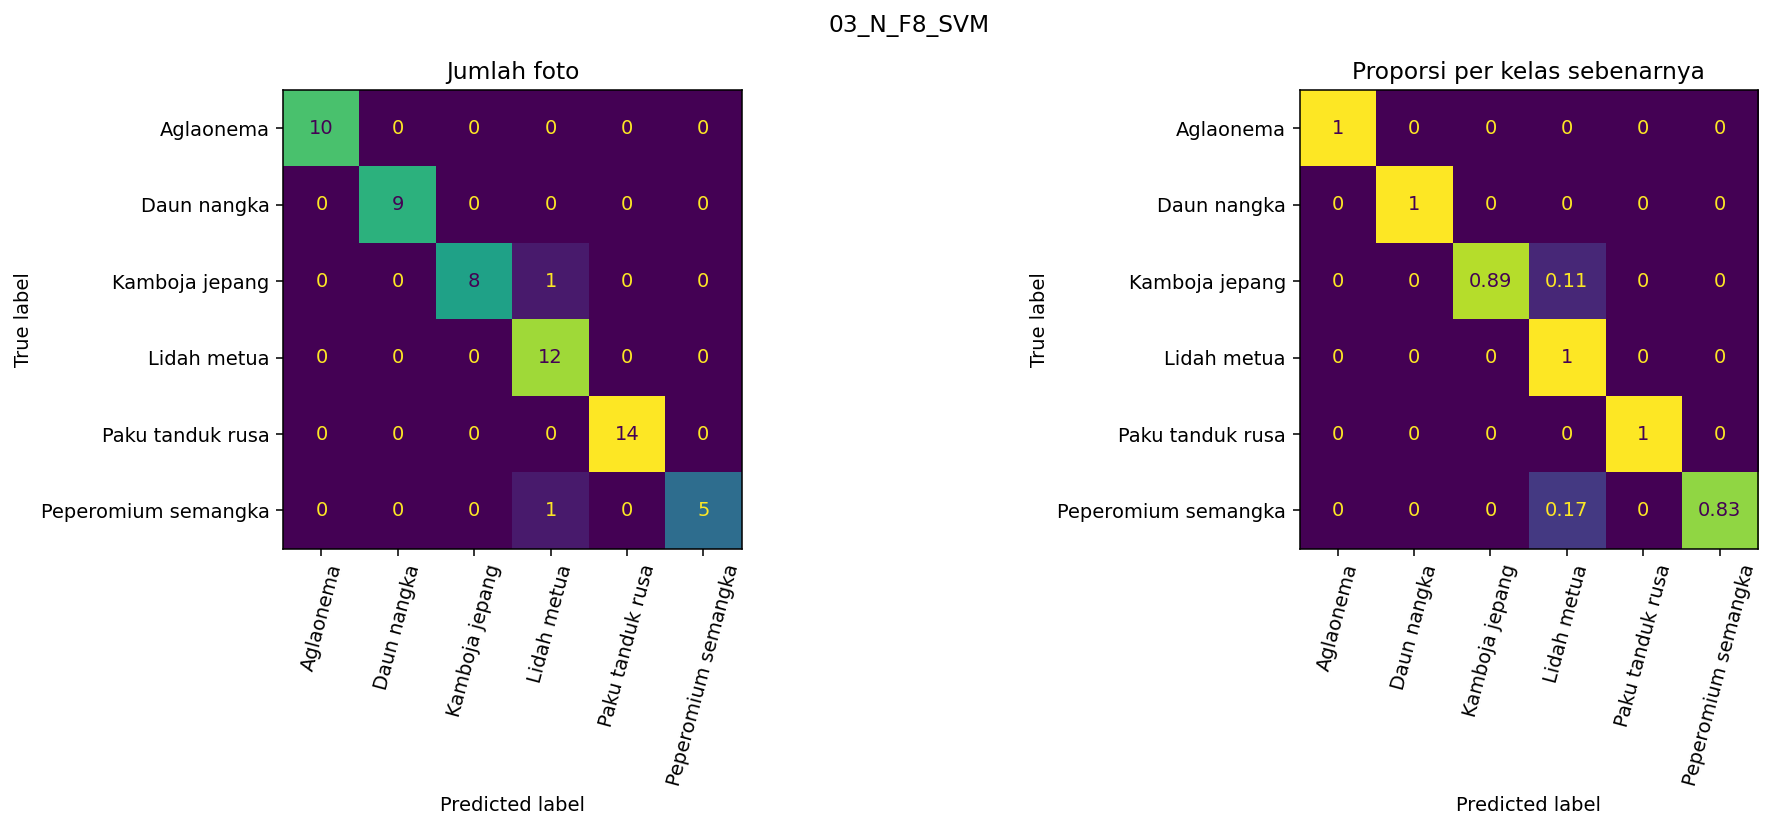 03_N_F8_SVM
Jumlah foto
True label
Aglaonema 10 0 0 0 0 0
Daun nangka 0 9 0 0 0 0
Kamboja jepang 0 0 8 1 0 0
Lidah metua 0 0 0 12 0 0
Paku tanduk rusa 0 0 0 0 14 0
Peperomium semangka 0 0 0 1 0 5
Aglaonema
Daun nangka
Kamboja jepang
Lidah metua
Paku tanduk rusa
Peperomium semangka
Predicted label
Proporsi per kelas sebenarnya
True label
Aglaonema 1 0 0 0 0 0
Daun nangka 0 1 0 0 0 0
Kamboja jepang 0 0 0.89 0.11 0 0
Lidah metua 0 0 0 1 0 0
Paku tanduk rusa 0 0 0 0 1 0
Peperomium semangka 0 0 0 0.17 0 0.83
Aglaonema
Daun nangka
Kamboja jepang
Lidah metua
Paku tanduk rusa
Peperomium semangka
Predicted label